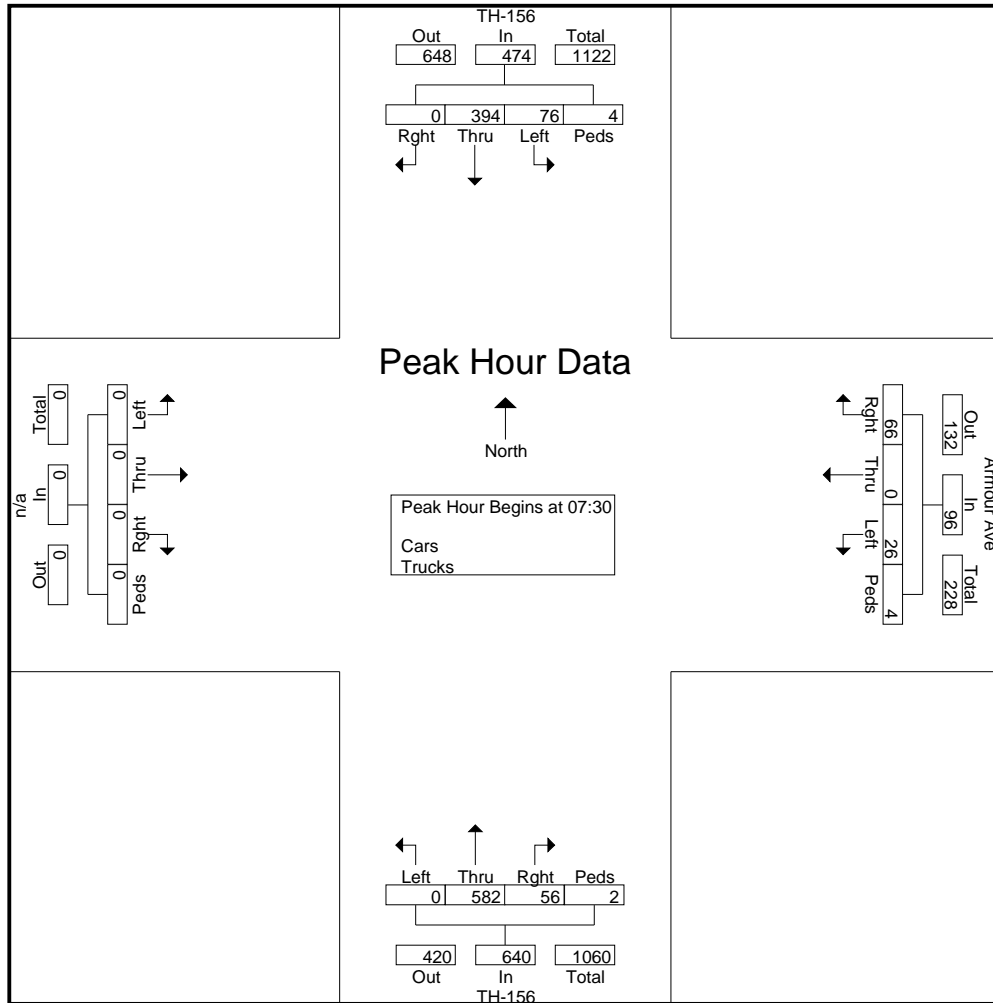 TH-156
Out In Total
648 474 1122
0 394 76 4
Rght Thru Left Peds
Peak Hour Data
North
Peak Hour Begins at 07:30
Cars
Trucks
n/a
Total In Out
0 0 0
0 0 0 0
Left Thru Rght Peds
Rght Thru Left Peds
66 0 26 4
132 96 228
Out In Total
Armour Ave
Left Thru Rght Peds
0 582 56 2
420 640 1060
Out In Total
TH-156